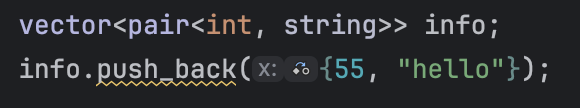 vector<pair<int, string>> info;
info.push_back(x: {55, "hello"});